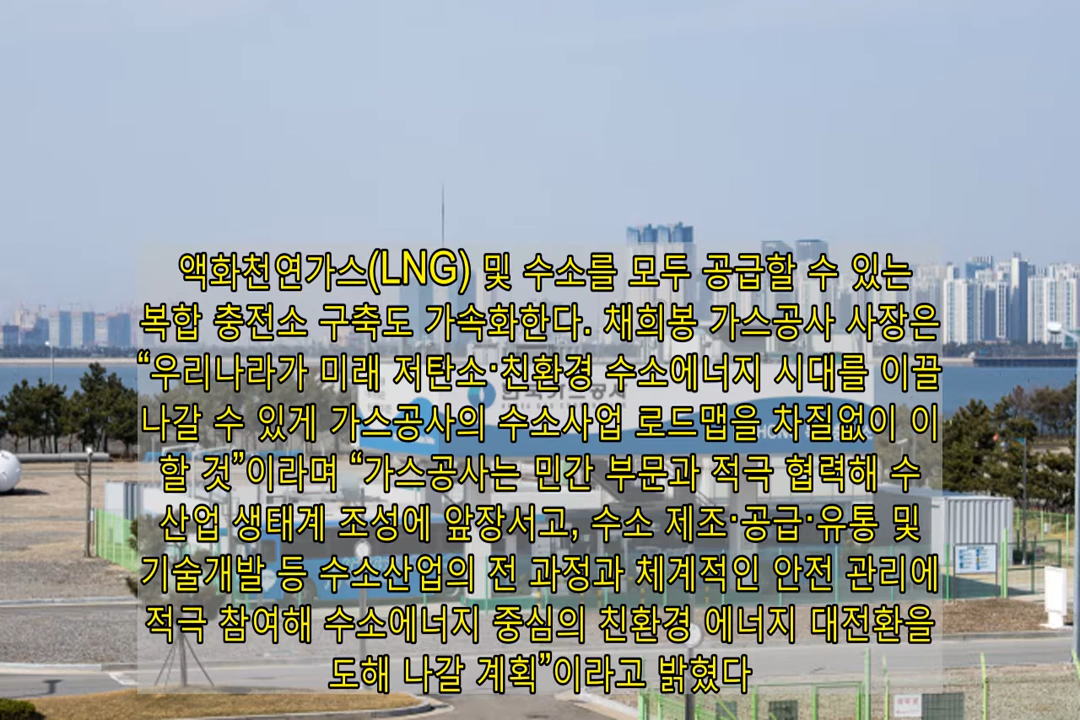 액화천연가스(LNG) 및 수소를 모두 공급할 수 있는
복합 충전소 구축도 가속화한다. 채희봉 가스공사 사장은
“우리나라가 미래 저탄소·친환경 수소에너지 시대를 이끌
나갈 수 있게 가스공사의 수소사업 로드맵을 차질없이 이
할 것”이라며 “가스공사는 민간 부문과 적극 협력해 수
산업 생태계 조성에 앞장서고, 수소 제조·공급·유통 및
기술개발 등 수소산업의 전 과정과 체계적인 안전 관리에
적극 참여해 수소에너지 중심의 친환경 에너지 대전환을
도해 나갈 계획”이라고 밝혔다
한국가스공사